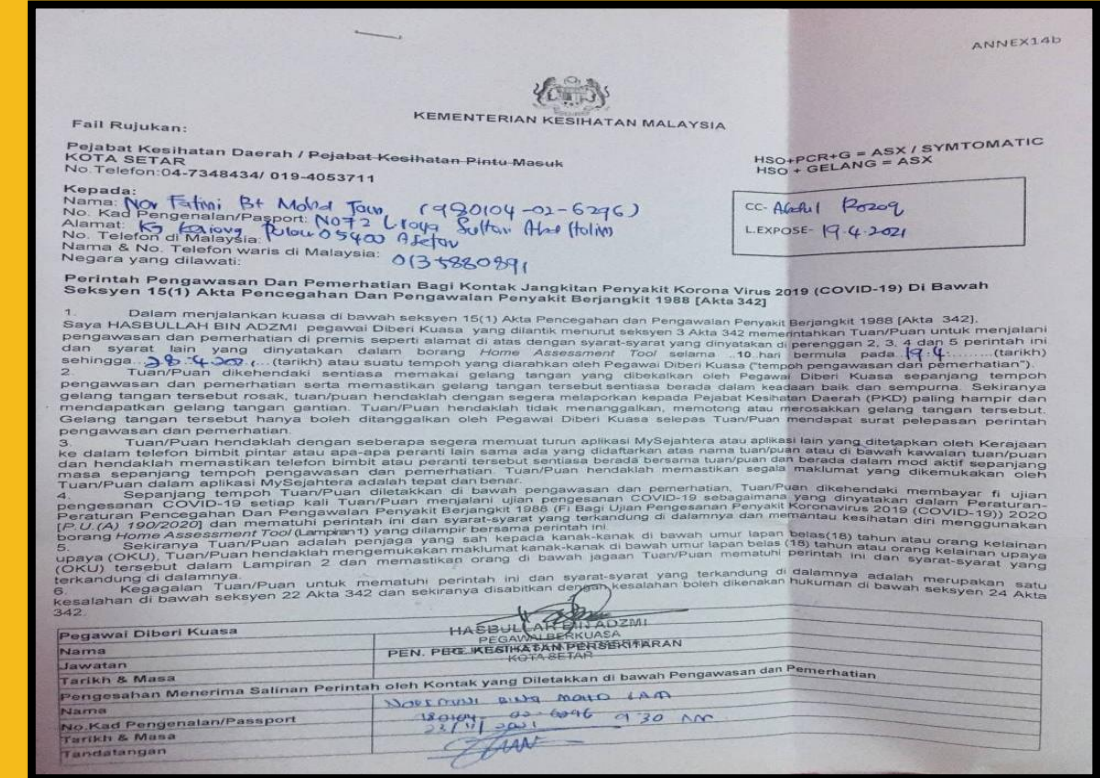 ANNEX14b
KEMENTERIAN KESIHATAN MALAYSIA
Fail Rujukan:
Pejabat Kesihatan Daerah / Pejabat Kesihatan Pintu Masuk
KOTA SETAR
No.Telefon:04-7348434/ 019-4053711
HSO+PCR+G = ASX / SYMTOMATIC
HSO + GELANG = ASX
Kepada:
Nama: Nor Fatini Bt Mohd (980104-02-6296)
No. Kad Pengenalan/Pasport: No72 Sultan
Alamat: Kg Pulau 05400 A.Setar
No. Telefon di Malaysia:
Nama & No. Telefon waris di Malaysia: 0135880891
Negara yang dilawati:
CC- Abdul Rozoq
L.EXPOSE- 19.4.2021
Perintah Pengawasan Dan Pemerhatian Bagi Kontak Jangkitan Penyakit Korona Virus 2019 (COVID-19) Di Bawah
Seksyen 15(1) Akta Pencegahan Dan Pengawalan Penyakit Berjangkit 1988 [Akta 342]
1. Dalam menjalankan kuasa di bawah seksyen 15(1) Akta Pencegahan Dan Pengawalan Penyakit Berjangkit 1988 [Akta 342],
Saya HASBULLAH BIN ADZMI pegawai Diberi Kuasa yang dilantik menurut seksyen 3 Akta 342 memerintahkan Tuan/Puan untuk menjalani
pengawasan dan pemerhatian di premis seperti alamat di atas dengan syarat-syarat yang dinyatakan di perenggan 2, 3, 4 dan 5 perintah ini
dan syarat lain yang dinyatakan dalam borang Home Assessment Tool selama ..10.hari bermula pada 19.4.........(tarikh)
sehingga..28.4.202.(... (tarikh) atau suatu tempoh yang diarahkan oleh Pegawai Diberi Kuasa ("tempoh pengawasan dan pemerhatian").
2. Tuan/Puan dikehendaki sentiasa memakai gelang tangan yang dibekalkan oleh Pegawai Diberi Kuasa sepanjang tempoh
pengawasan dan pemerhatian serta memastikan gelang tangan tersebut sentiasa berada dalam keadaan baik dan sempurna. Sekiranya
gelang tangan tersebut rosak, tuan/puan hendaklah dengan segera melaporkan kepada Pejabat Kesihatan Daerah (PKD) paling hampir dan
mendapatkan gelang tangan gantian. Tuan/Puan hendaklah tidak menanggalkan, memotong atau merosakkan gelang tangan tersebut.
Gelang tangan tersebut hanya boleh ditanggalkan oleh Pegawai Diberi Kuasa selepas Tuan/Puan mendapat surat pelepasan perintah
pengawasan dan pemerhatian.
3. Tuan/Puan hendaklah dengan seberapa segera memuat turun aplikasi MySejahtera atau aplikasi lain yang ditetapkan oleh Kerajaan
ke dalam telefon bimbit pintar atau apa-apa peranti lain sama ada yang didaftarkan atas nama tuan/puan atau di bawah kawalan tuan/puan
dan hendaklah memastikan telefon bimbit atau peranti tersebut sentiasa berada bersama tuan/puan dan berada dalam mod aktif sepanjang
masa sepanjang tempoh pengawasan dan pemerhatian. Tuan/Puan hendaklah memastikan segala maklumat yang dikemukakan oleh
Tuan/Puan dalam aplikasi MySejahtera adalah tepat dan benar.
4. Sepanjang tempoh Tuan/Puan diletakkan di bawah pengawasan dan pemerhatian, Tuan/Puan dikehendaki membayar fi ujian
pengesanan COVID-19 setiap kali Tuan/Puan menjalani ujian pengesanan COVID-19 sebagaimana yang dinyatakan dalam Peraturan-
Peraturan Pencegahan Dan Pengawalan Penyakit Berjangkit 1988 (Fi Bagi Ujian Pengesanan Penyakit Koronavirus 2019 (COVID-19)) 2020
[P.U.(A) 190/2020] dan mematuhi perintah ini dan syarat-syarat yang terkandung di dalamnya dan memantau kesihatan diri menggunakan
borang Home Assessment Tool (Lampiran 1) yang dilampir bersama perintah ini.
5. Sekiranya Tuan/Puan adalah penjaga yang sah kepada kanak-kanak di bawah umur lapan belas(18) tahun atau orang kelainan
upaya (OKU), Tuan/Puan hendaklah mengemukakan maklumat kanak-kanak di bawah umur lapan belas (18) tahun atau orang kelainan upaya
(OKU) tersebut dalam Lampiran 2 dan memastikan orang di bawah jagaan Tuan/Puan mematuhi perintah ini dan syarat-syarat yang
terkandung di dalamnya.
6. Kegagalan Tuan/Puan untuk mematuhi perintah ini dan syarat-syarat yang terkandung di dalamnya adalah merupakan satu
kesalahan di bawah seksyen 22 Akta 342 dan sekiranya disabitkan dengan kesalahan boleh dikenakan hukuman di bawah seksyen 24 Akta
342.
Pegawai Diberi Kuasa
HASBULLAH BIN ADZMI
Nama
PEGAWAI BERKUASA
Jawatan
PEN. PEG. KESIHATAN PERSEKITARAN
KOTA SETAR
Tarikh & Masa
Pengesahan Menerima Salinan Perintah oleh Kontak yang Diletakkan di bawah Pengawasan dan Pemerhatian
Nama
No.Kad Pengenalan/Passport
Tarikh & Masa 2021 9:30
Tandatangan